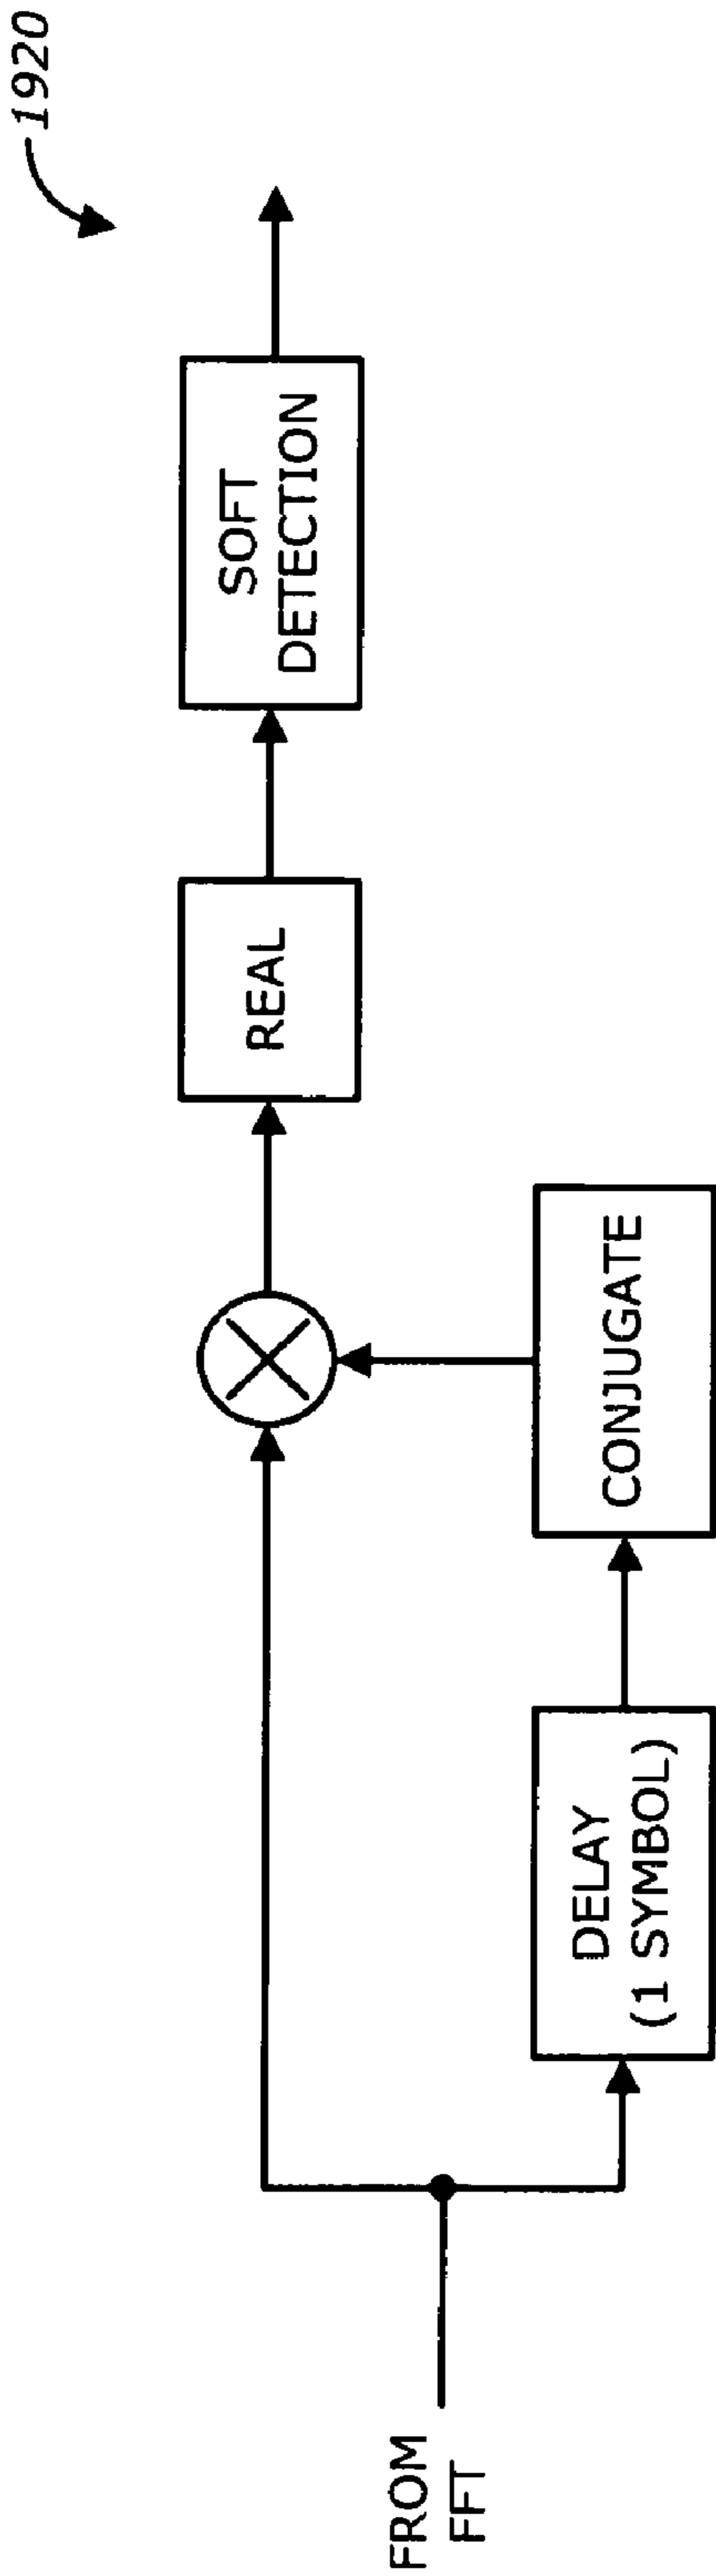 1920
FROM
FFT
DELAY
(1 SYMBOL)
CONJUGATE
REAL
SOFT
DETECTION